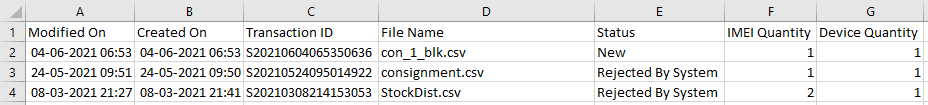 A B C D E F G
1 Modified On Created On Transaction ID File Name Status IMEI Quantity Device Quantity
2 04-06-2021 06:53 04-06-2021 06:53 S20210604065350636 con_1_blk.csv New 1 1
3 24-05-2021 09:51 24-05-2021 09:50 S20210524095014922 consignment.csv Rejected By System 1 1
4 08-03-2021 21:27 08-03-2021 21:41 S20210308214153053 StockDist.csv Rejected By System 2 1